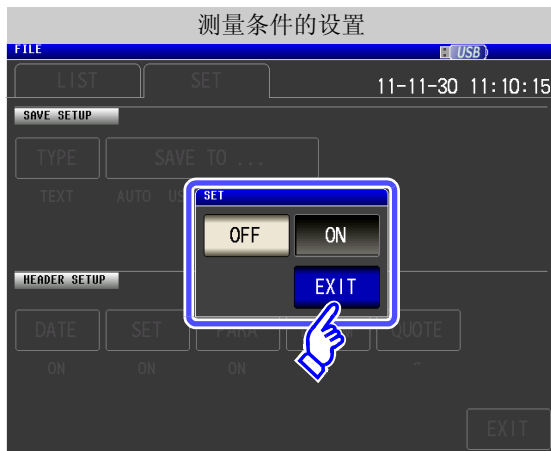 测量条件的设置
FILE USB
LIST SET 11-11-30 11:10:15
SAVE SETUP
TYPE SAVE TO ...
TEXT AUTO
SET
OFF ON
EXIT
HEADER SETUP
DATE SET PARA QUOTE
ON ON ON "
EXIT